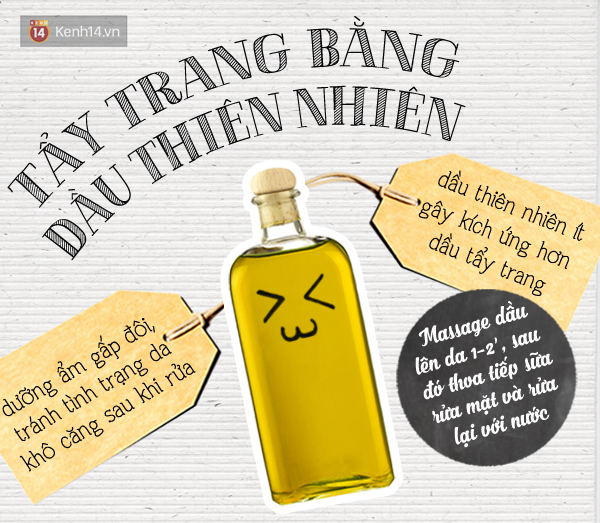 14 Kenh14.vn
TẨY TRANG BẰNG
DẦU THIÊN NHIÊN
dầu thiên nhiên ít
gây kích ứng hơn
dầu tẩy trang
dưỡng ẩm gấp đôi,
tránh tình trạng da
khô căng sau khi rửa
Massage dầu
lên da 1-2', sau
đó thoa tiếp sữa
rửa mặt và rửa
lại với nước